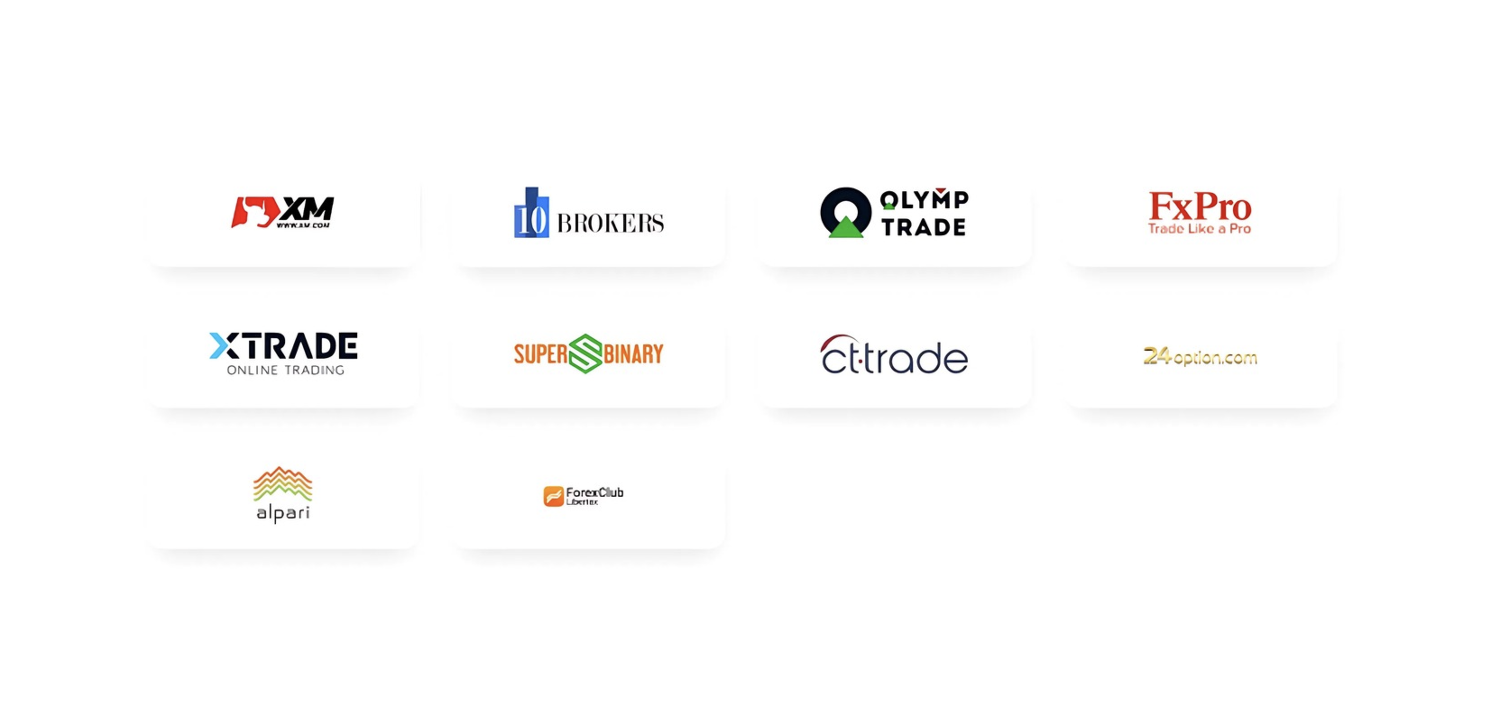 XM
WWW.XM.COM
10 BROKERS
OLYMP
TRADE
FxPro
Trade Like a Pro
XTRADE
ONLINE TRADING
SUPER BINARY
ct·trade
24option.com
alpari
ForexClub
Libertex